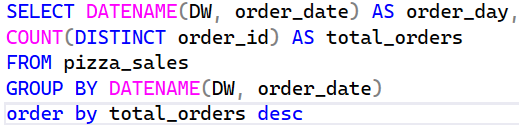 SELECT DATENAME(DW, order_date) AS order_day,
COUNT(DISTINCT order_id) AS total_orders
FROM pizza_sales
GROUP BY DATENAME(DW, order_date)
order by total_orders desc